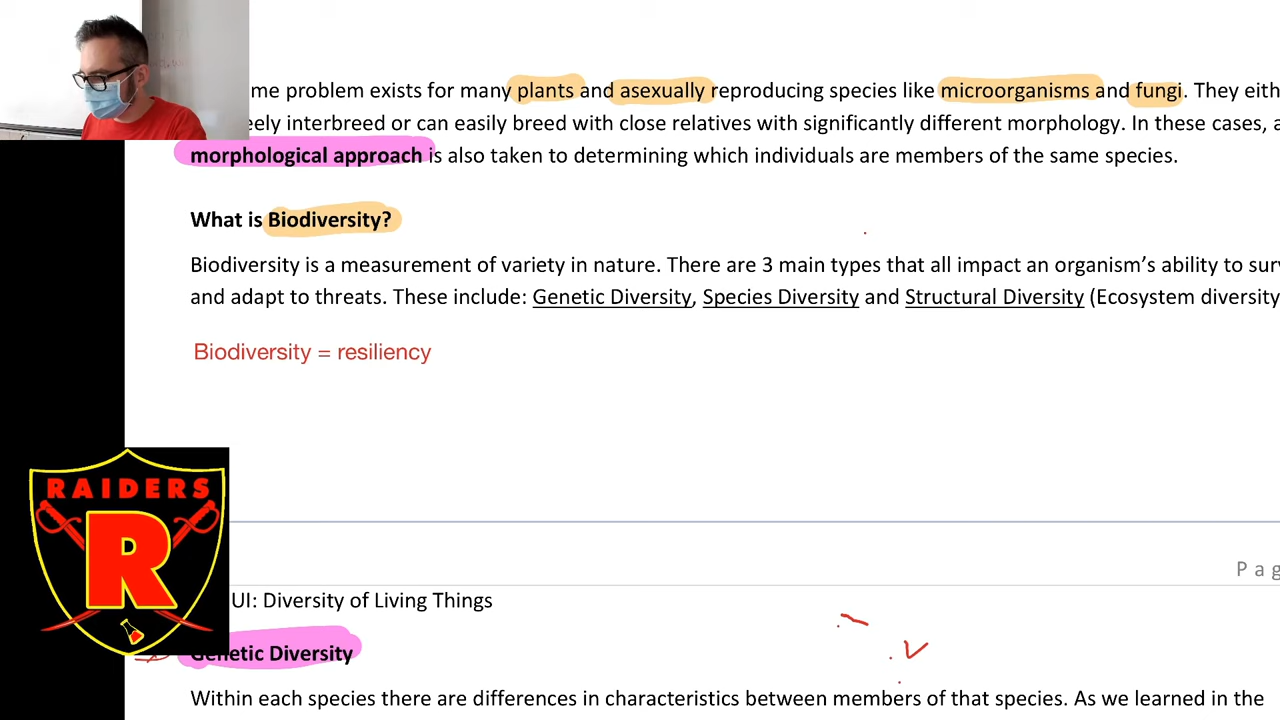 me problem exists for many plants and asexually reproducing species like microorganisms and fungi. They eith
ely interbreed or can easily breed with close relatives with significantly different morphology. In these cases, a
morphological approach is also taken to determining which individuals are members of the same species.
What is Biodiversity?
Biodiversity is a measurement of variety in nature. There are 3 main types that all impact an organism's ability to surv
and adapt to threats. These include: Genetic Diversity, Species Diversity and Structural Diversity (Ecosystem diversity
Biodiversity = resiliency
RAIDERS
R
Pag
UI: Diversity of Living Things
Genetic Diversity
Within each species there are differences in characteristics between members of that species. As we learned in the